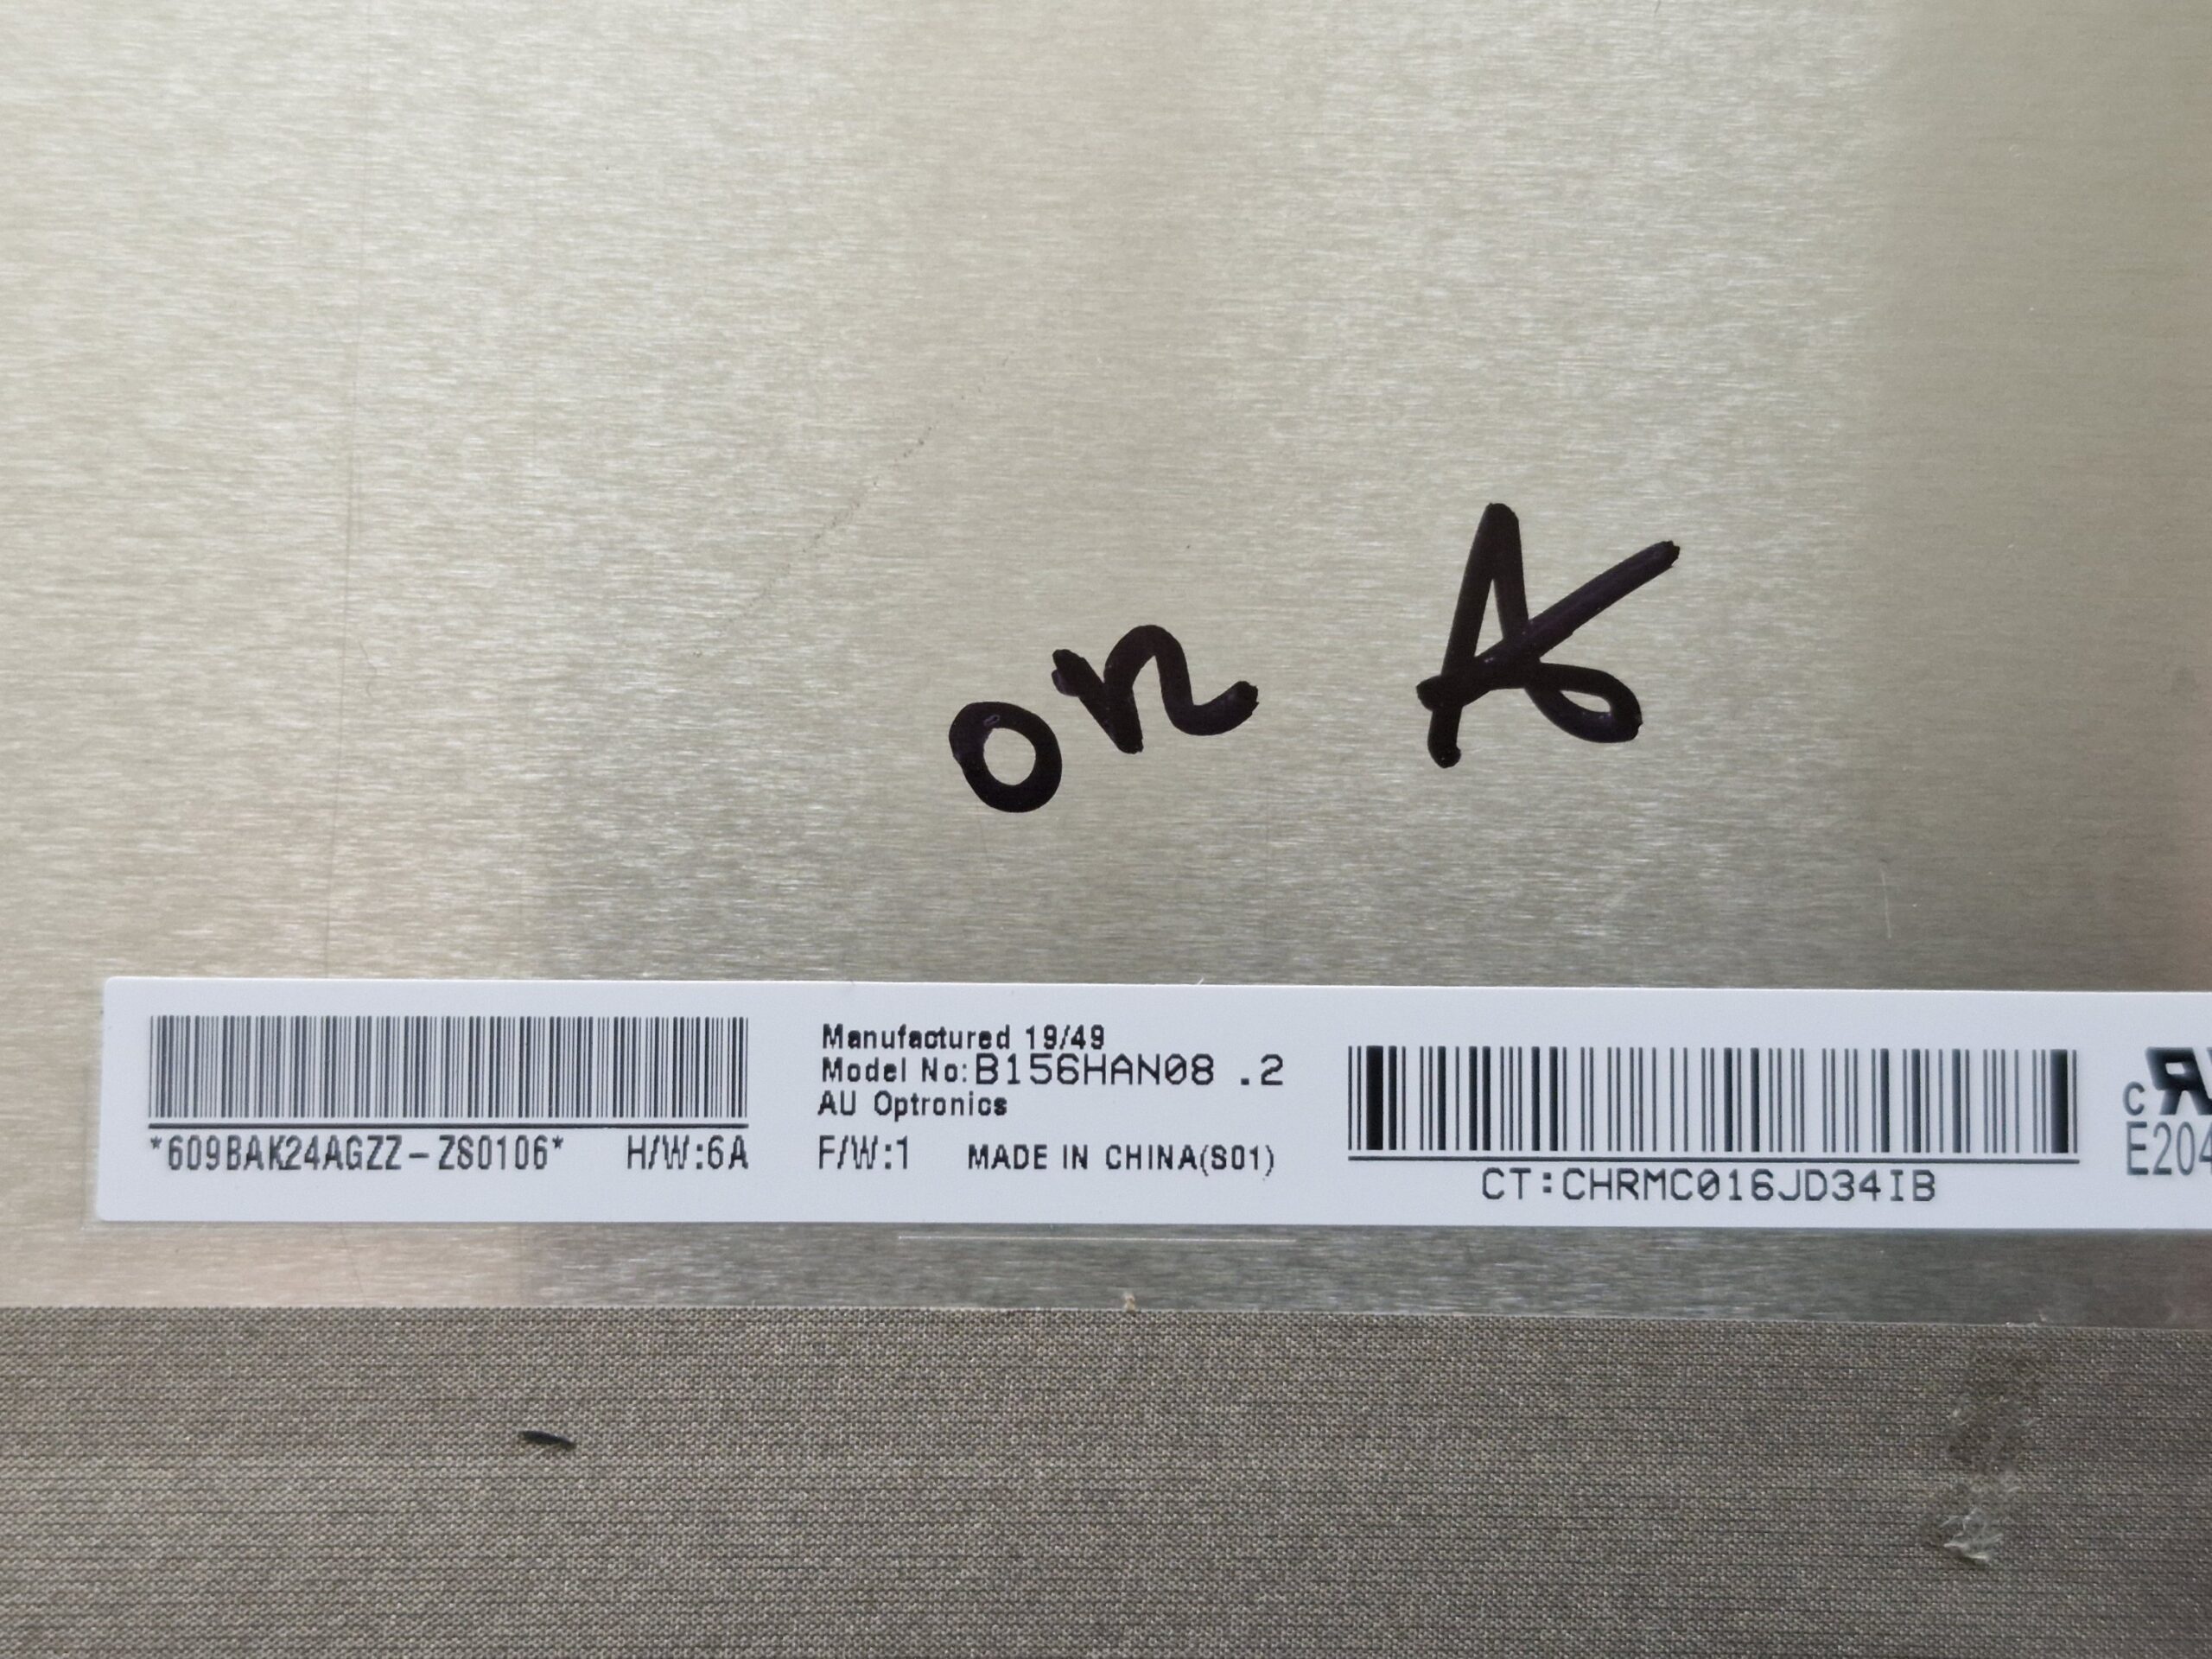 on A
Manufactured 19/49
Model No:B156HAN08 .2
AU Optronics
*609BAK24AGZZ-ZS0106* H/W:6A F/W:1 MADE IN CHINA(S01)
CT:CHRMC016JD34IB
c
E204